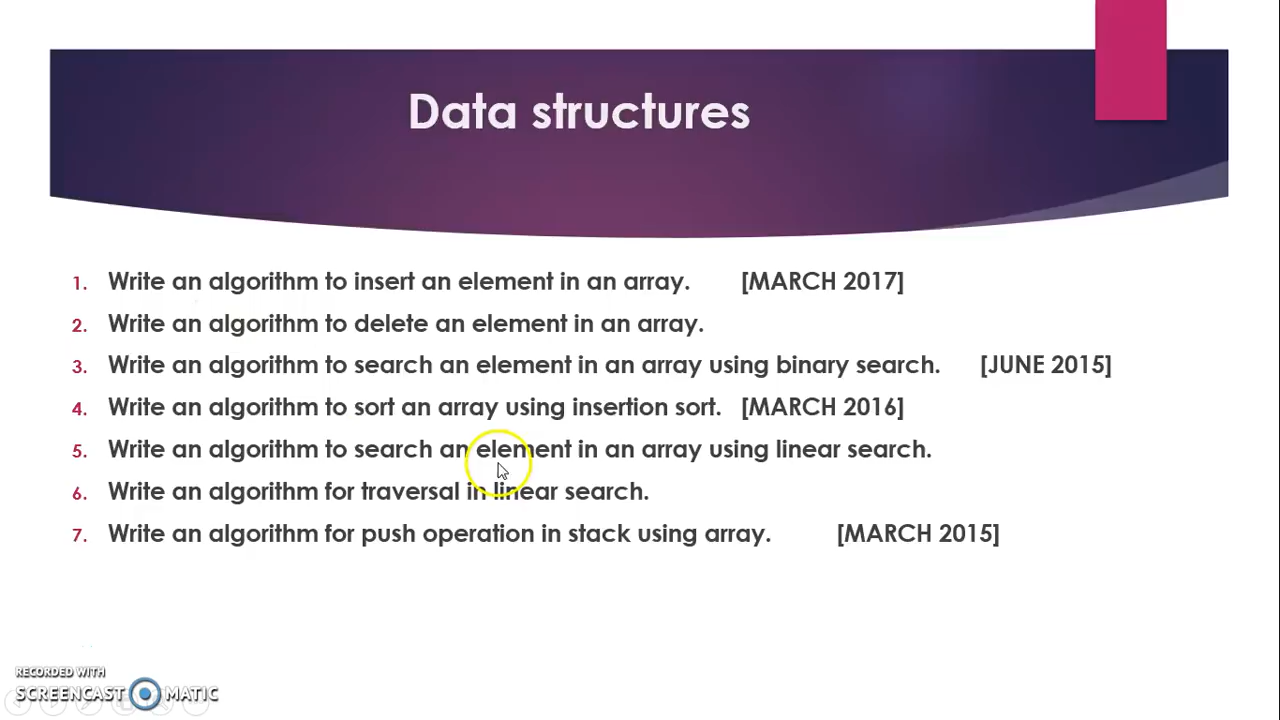 Data structures
1. Write an algorithm to insert an element in an array. [MARCH 2017]
2. Write an algorithm to delete an element in an array.
3. Write an algorithm to search an element in an array using binary search. [JUNE 2015]
4. Write an algorithm to sort an array using insertion sort. [MARCH 2016]
5. Write an algorithm to search an element in an array using linear search.
6. Write an algorithm for traversal in linear search.
7. Write an algorithm for push operation in stack using array. [MARCH 2015]
RECORDED WITH
SCREENCAST MATIC